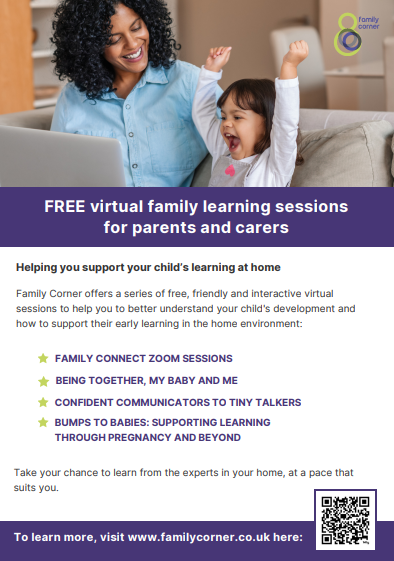 family
corner
FREE virtual family learning sessions
for parents and carers
Helping you support your child's learning at home
Family Corner offers a series of free, friendly and interactive virtual
sessions to help you to better understand your child's development and
how to support their early learning in the home environment:
FAMILY CONNECT ZOOM SESSIONS
BEING TOGETHER, MY BABY AND ME
CONFIDENT COMMUNICATORS TO TINY TALKERS
BUMPS TO BABIES: SUPPORTING LEARNING
THROUGH PREGNANCY AND BEYOND
Take your chance to learn from the experts in your home, at a pace that
suits you.
To learn more, visit www.familycorner.co.uk here: